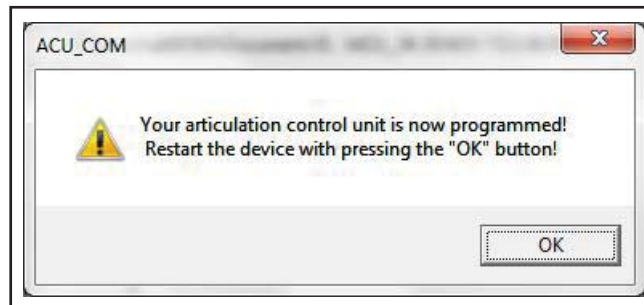 ACU_COM
Your articulation control unit is now programmed!
Restart the device with pressing the "OK" button!
OK